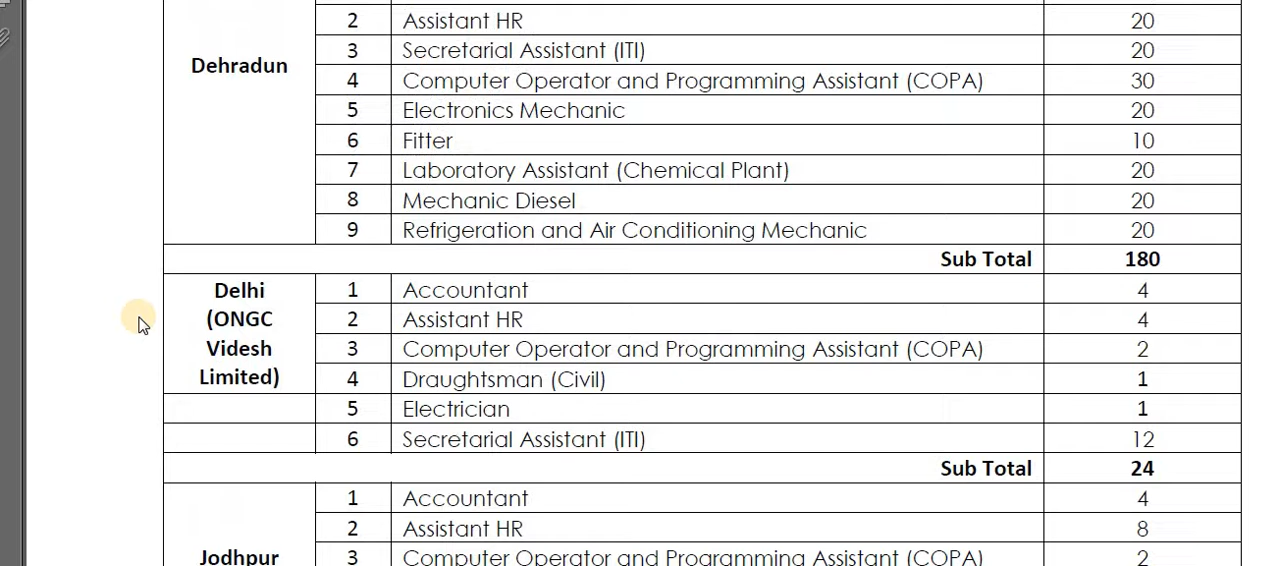 2 Assistant HR 20
3 Secretarial Assistant (ITI) 20
Dehradun
4 Computer Operator and Programming Assistant (COPA) 30
5 Electronics Mechanic 20
6 Fitter 10
7 Laboratory Assistant (Chemical Plant) 20
8 Mechanic Diesel 20
9 Refrigeration and Air Conditioning Mechanic 20
Sub Total 180
Delhi 1 Accountant 4
(ONGC 2 Assistant HR 4
Videsh 3 Computer Operator and Programming Assistant (COPA) 2
Limited) 4 Draughtsman (Civil) 1
5 Electrician 1
6 Secretarial Assistant (ITI) 12
Sub Total 24
1 Accountant 4
2 Assistant HR 8
Jodhpur 3 Computer Operator and Programming Assistant (COPA) 2